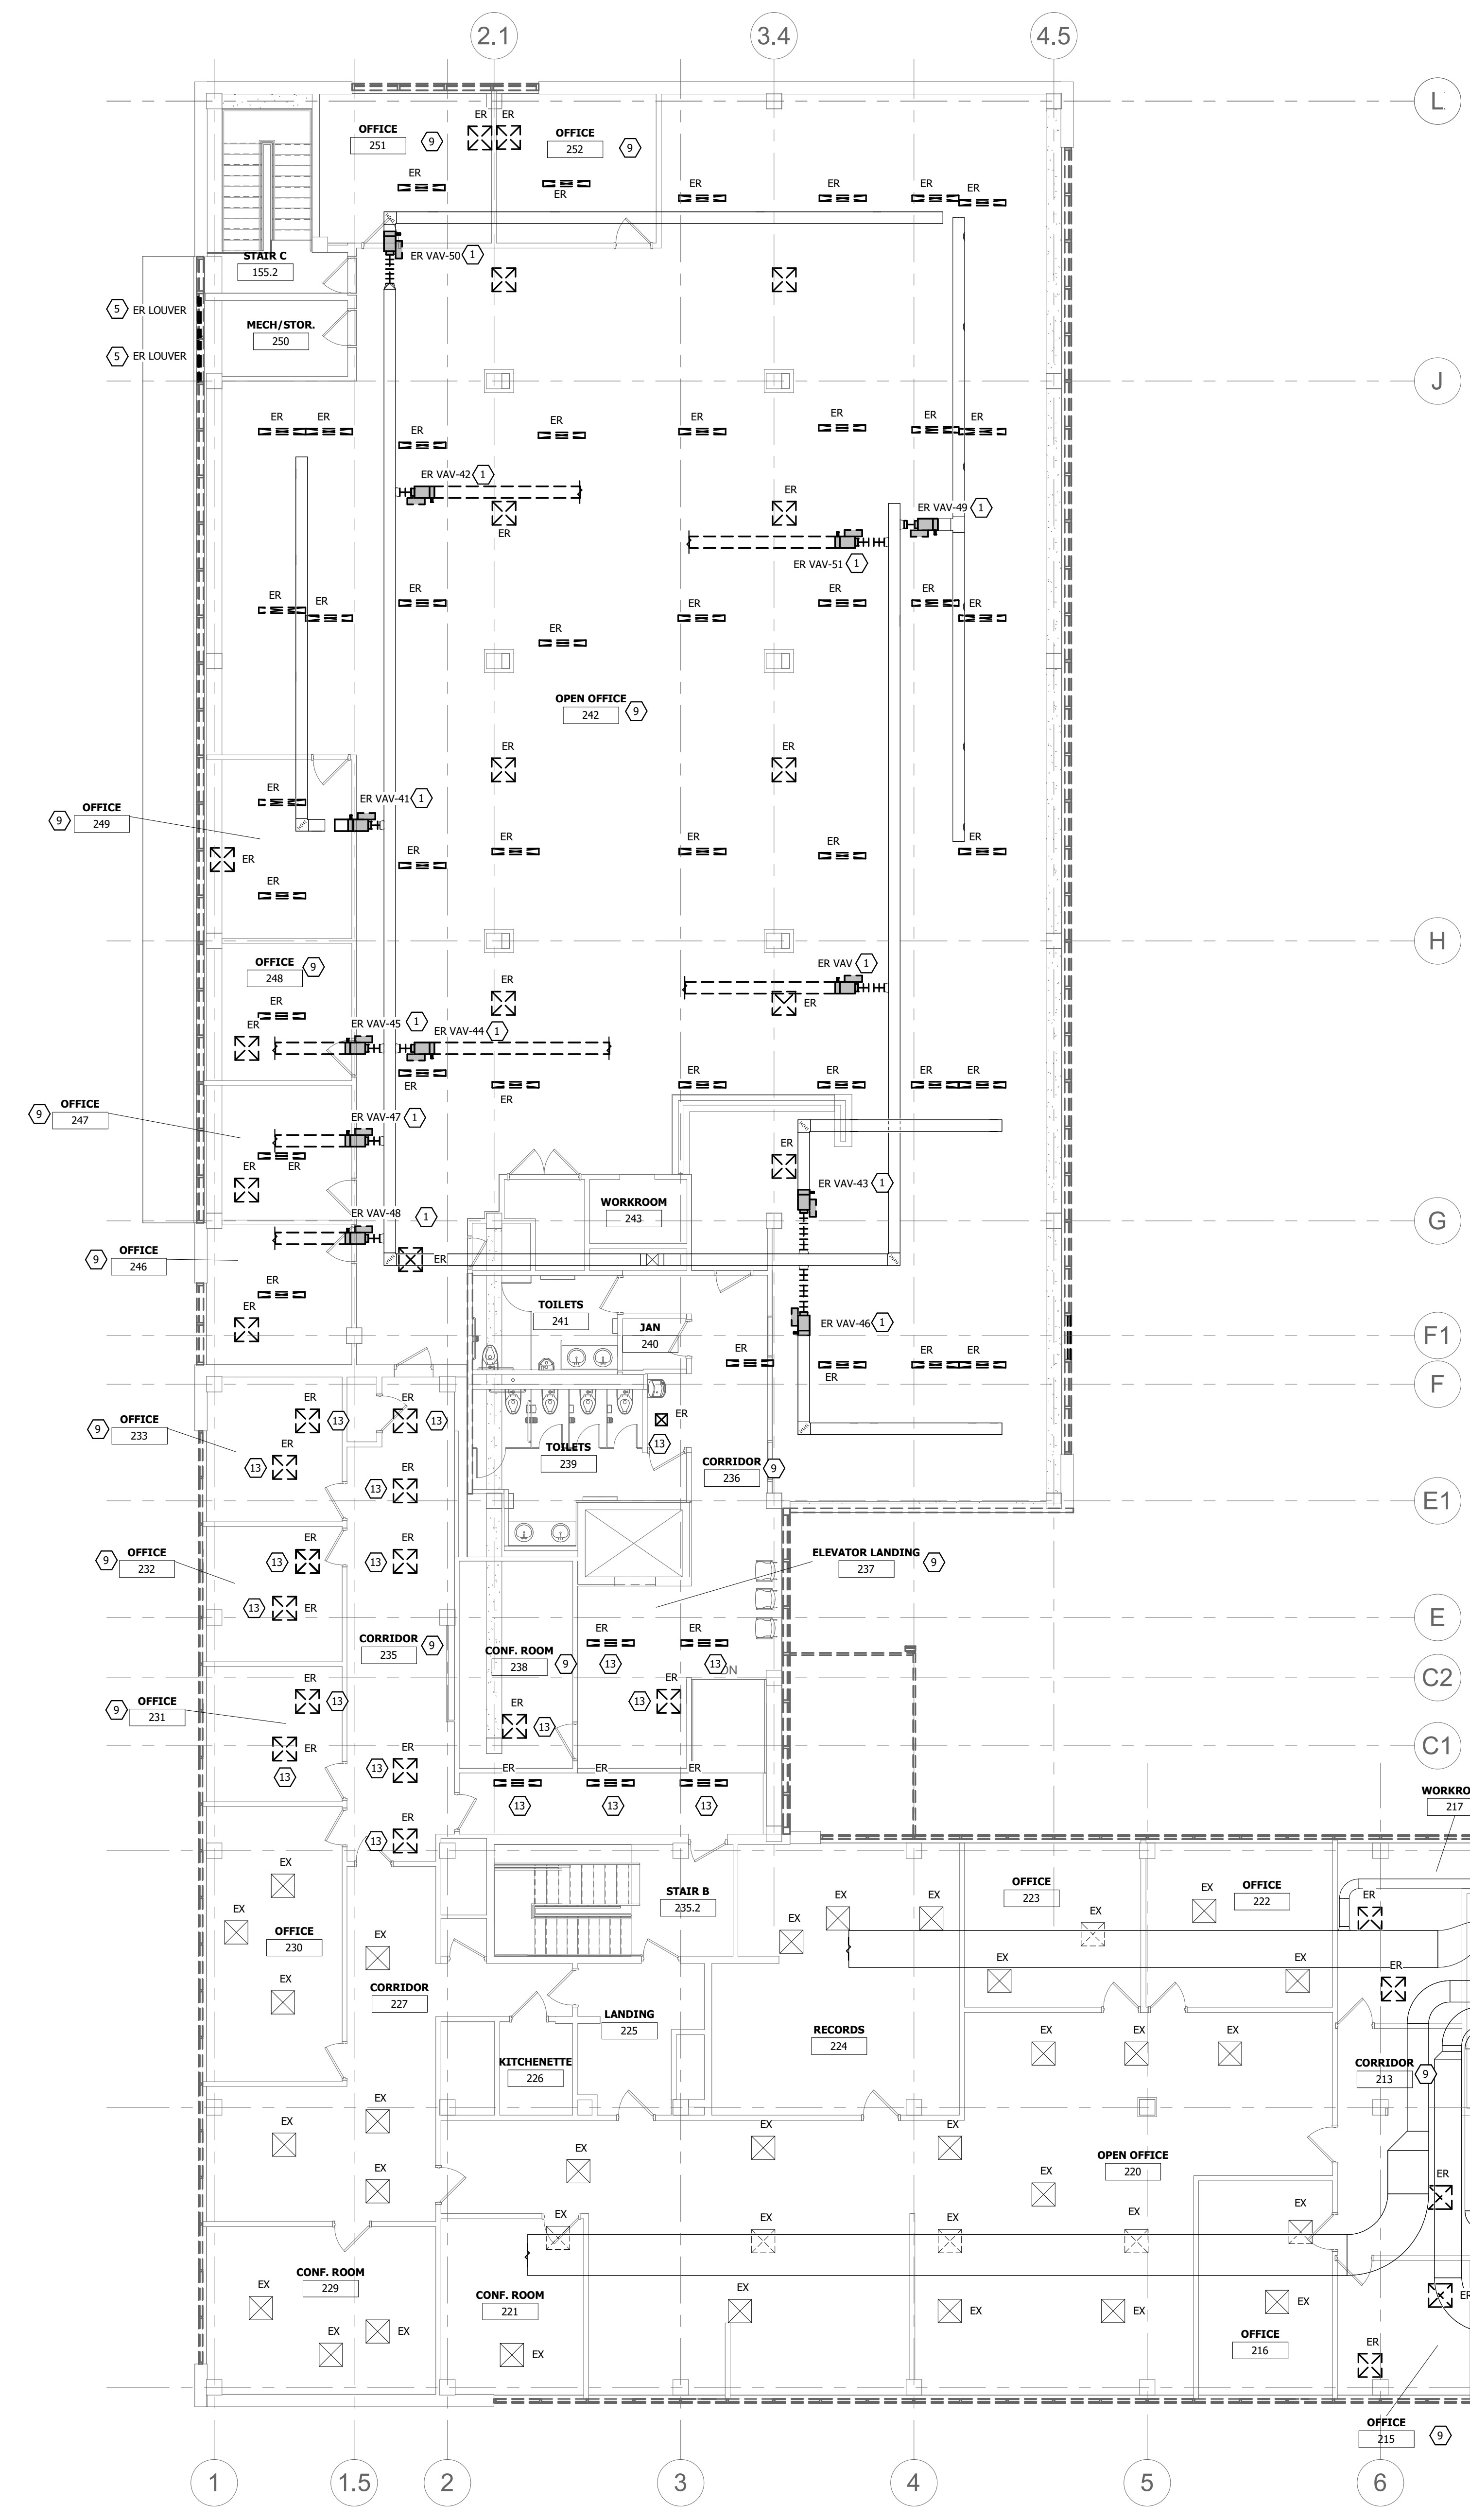 2.1
3.4
4.5
L
ER
ER
OFFICE
251
9
OFFICE
252
9
ER
ER
ER
ER
ER
ER
STAIR C
155.2
ER VAV-50
1
ER
ER
5
ER LOUVER
MECH/STOR.
250
5
ER LOUVER
J
ER
ER
ER
ER
ER
ER
ER
ER
ER VAV-42
1
ER
ER
ER VAV-49
1
ER VAV-51
1
ER
ER
ER
ER
ER
ER
ER
ER
OPEN OFFICE
242
9
ER
ER
ER
ER VAV-41
1
OFFICE
9
249
ER
ER
ER
ER
ER
ER
ER
H
OFFICE
248
9
ER VAV
1
ER
ER
ER
ER VAV-45
1
ER
ER VAV-44
1
ER
ER
ER
ER
ER
ER
OFFICE
9
247
ER VAV-47
1
ER
ER
ER
ER VAV-43
1
WORKROOM
243
ER VAV-48
1
G
OFFICE
9
246
ER
ER
ER
TOILETS
241
JAN
240
ER VAV-46
1
F1
ER
ER
ER
ER
F
ER
13
ER
13
ER
13
OFFICE
9
233
ER
13
TOILETS
239
CORRIDOR
236
9
ER
13
E1
OFFICE
9
232
ER
13
ER
13
ELEVATOR LANDING
237
9
13
ER
E
CORRIDOR
235
9
CONF. ROOM
238
9
ER
13
ER
13
DN
C2
OFFICE
9
231
ER
13
ER
13
ER
13
ER
13
C1
ER
13
ER
13
ER
13
ER
13
WORKRO
217
ER
13
EX
EX
STAIR B
235.2
EX
EX
EX
OFFICE
223
EX
EX
OFFICE
222
ER
OFFICE
230
EX
EX
EX
EX
ER
CORRIDOR
227
EX
LANDING
225
RECORDS
224
EX
EX
EX
KITCHENETTE
226
CORRIDOR
213
9
EX
EX
EX
EX
EX
OPEN OFFICE
220
EX
EX
ER
EX
EX
EX
EX
EX
CONF. ROOM
229
EX
CONF. ROOM
221
EX
EX
EX
EX
ER
EX
EX
EX
OFFICE
216
ER
OFFICE
215
9
1
1.5
2
3
4
5
6